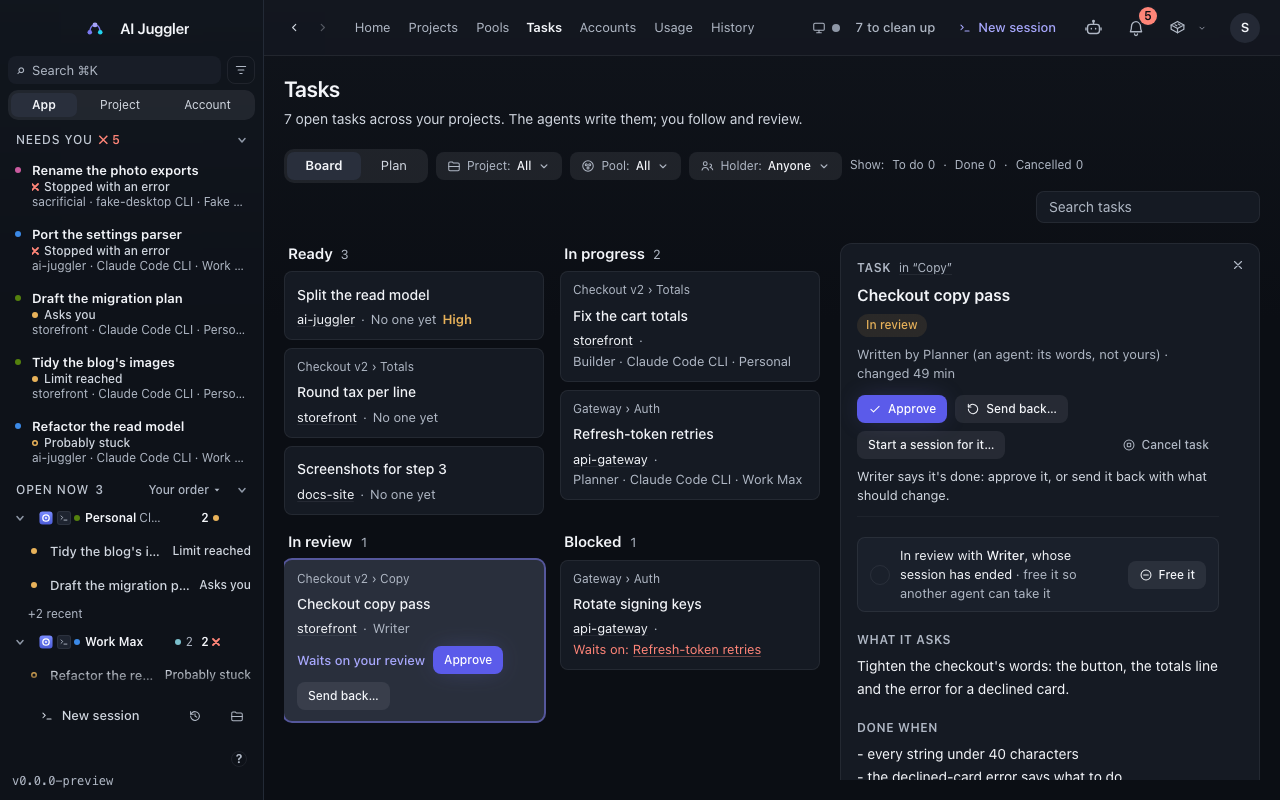 AI Juggler
Search ⌘K
App Project Account
NEEDS YOU 5
Rename the photo exports
Stopped with an error
sacrificial · fake-desktop CLI · Fake ...
Port the settings parser
Stopped with an error
ai-juggler · Claude Code CLI · Work ...
Draft the migration plan
Asks you
storefront · Claude Code CLI · Perso...
Tidy the blog's images
Limit reached
storefront · Claude Code CLI · Perso...
Refactor the read model
Probably stuck
ai-juggler · Claude Code CLI · Work ...
OPEN NOW 3 Your order
Personal Cl... 2
Tidy the blog's i... Limit reached
Draft the migration p... Asks you
+2 recent
Work Max 2 2
Refactor the re... Probably stuck
New session
?
v0.0.0-preview
Home Projects Pools Tasks Accounts Usage History
7 to clean up
New session
5
S
Tasks
7 open tasks across your projects. The agents write them; you follow and review.
Board Plan Project: All Pool: All Holder: Anyone Show: To do 0 · Done 0 · Cancelled 0
Search tasks
Ready 3
Split the read model
ai-juggler · No one yet High
Checkout v2 › Totals
Round tax per line
storefront · No one yet
Screenshots for step 3
docs-site · No one yet
In progress 2
Checkout v2 › Totals
Fix the cart totals
storefront ·
Builder · Claude Code CLI · Personal
Gateway › Auth
Refresh-token retries
api-gateway ·
Planner · Claude Code CLI · Work Max
In review 1
Checkout v2 › Copy
Checkout copy pass
storefront · Writer
Waits on your review Approve
Send back...
Blocked 1
Gateway › Auth
Rotate signing keys
api-gateway ·
Waits on: Refresh-token retries
TASK in “Copy”
Checkout copy pass
In review
Written by Planner (an agent: its words, not yours) ·
changed 49 min
Approve Send back...
Start a session for it... Cancel task
Writer says it's done: approve it, or send it back with what
should change.
In review with Writer, whose
session has ended · free it so
another agent can take it
Free it
WHAT IT ASKS
Tighten the checkout's words: the button, the totals line
and the error for a declined card.
DONE WHEN
- every string under 40 characters
- the declined-card error says what to do